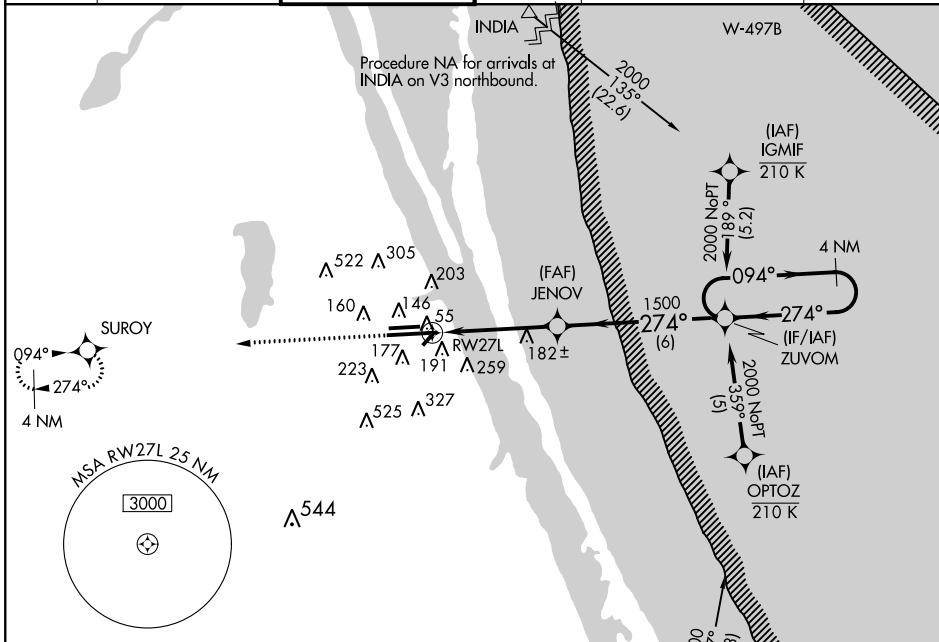 INDIA
W-497B
Procedure NA for arrivals at
INDIA on V3 northbound.
2000
135°
(22.6)
(IAF)
IGMIF
210 K
2000 NoPT
189°
(5.2)
4 NM
094°
522
305
203
(FAF)
JENOV
160
146
55
1500
274°
(6)
274°
SUROY
RW27L
(IF/IAF)
ZUVOM
094°
177
191
182±
274°
223
259
2000 NoPT
359°
(5)
4 NM
525
327
MSA RW27L 25 NM
(IAF)
OPTOZ
210 K
3000
544